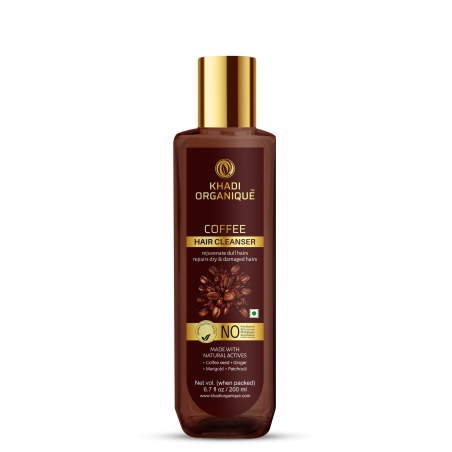 KHADI
ORGANIQUE
COFFEE
HAIR CLEANSER
rejuvenate dull hairs
repairs dry & damaged hairs
NO
MADE WITH
NATURAL ACTIVES
• Coffee seed • Ginger
• Marigold • Patchouli
Net vol. (when packed)
6.7 fl oz / 200 ml
www.khadiorganique.com